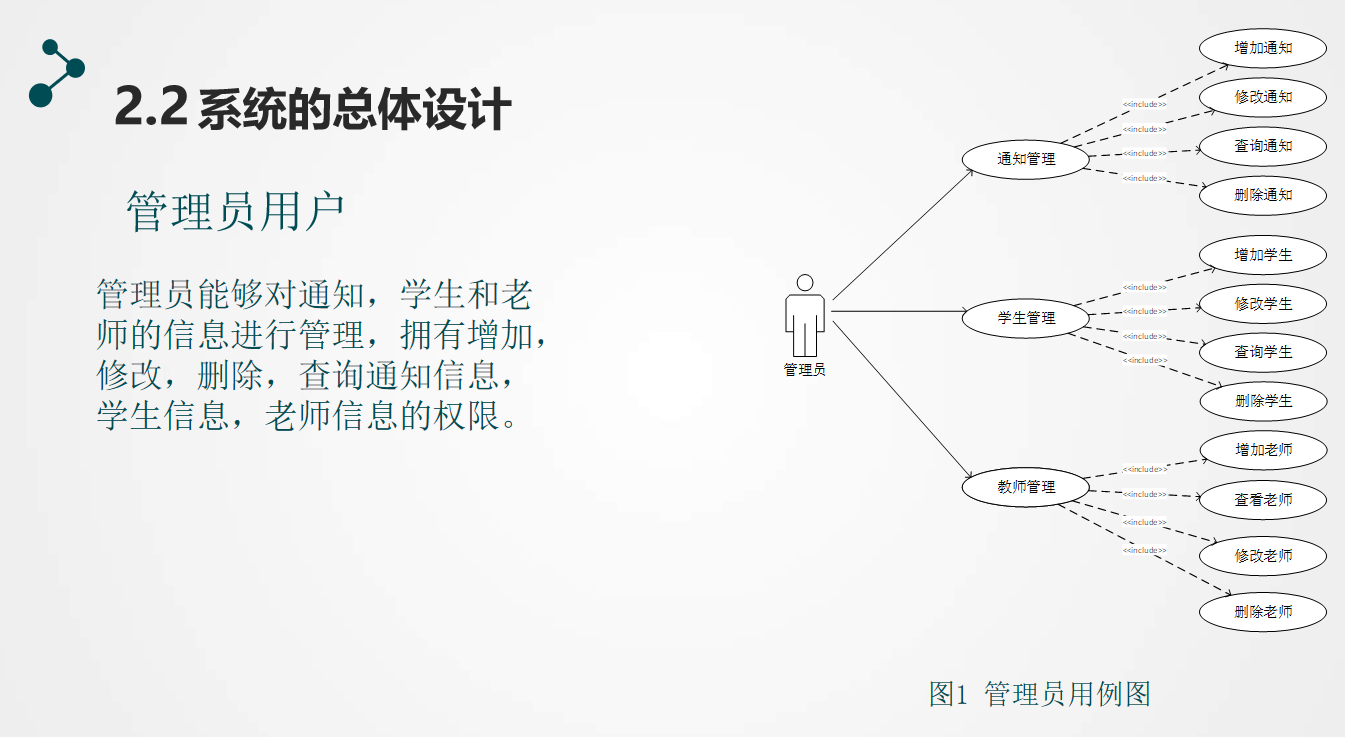 2.2系统的总体设计
管理员用户
管理员能够对通知，学生和老
师的信息进行管理，拥有增加，
修改，删除，查询通知信息，
学生信息，老师信息的权限。
管理员
通知管理
<<include>>
<<include>>
<<include>>
<<include>>
增加通知
修改通知
查询通知
删除通知
学生管理
<<include>>
<<include>>
<<include>>
<<include>>
增加学生
修改学生
查询学生
删除学生
教师管理
<<include>>
<<include>>
<<include>>
<<include>>
增加老师
查看老师
修改老师
删除老师
图1 管理员用例图